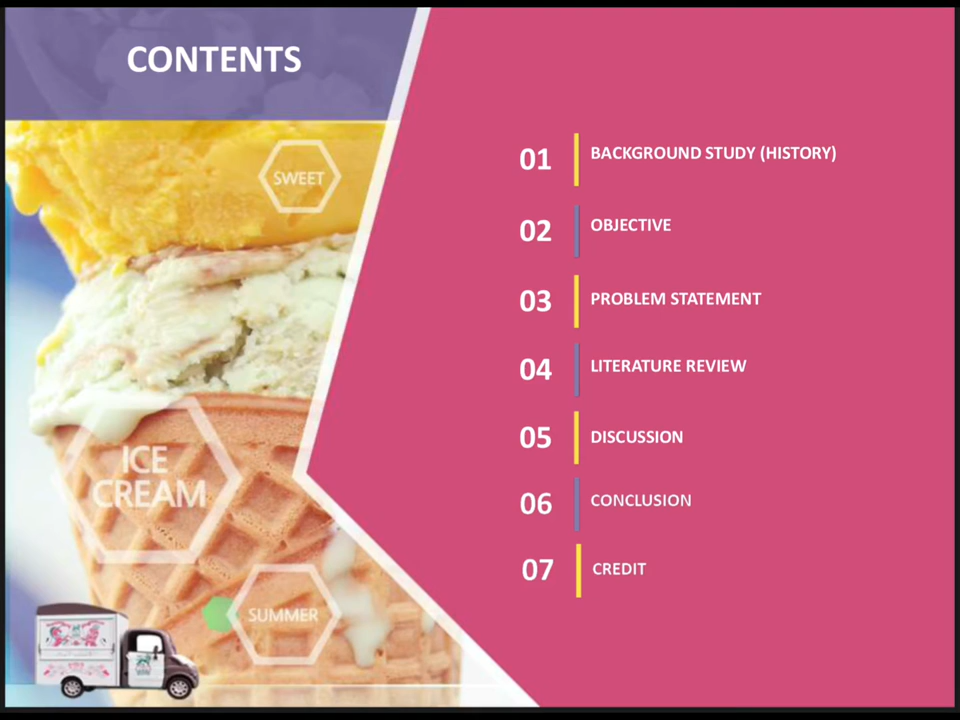 CONTENTS
SWEET
ICE
CREAM
SUMMER
01
BACKGROUND STUDY (HISTORY)
02
OBJECTIVE
03
PROBLEM STATEMENT
04
LITERATURE REVIEW
05
DISCUSSION
06
CONCLUSION
07
CREDIT